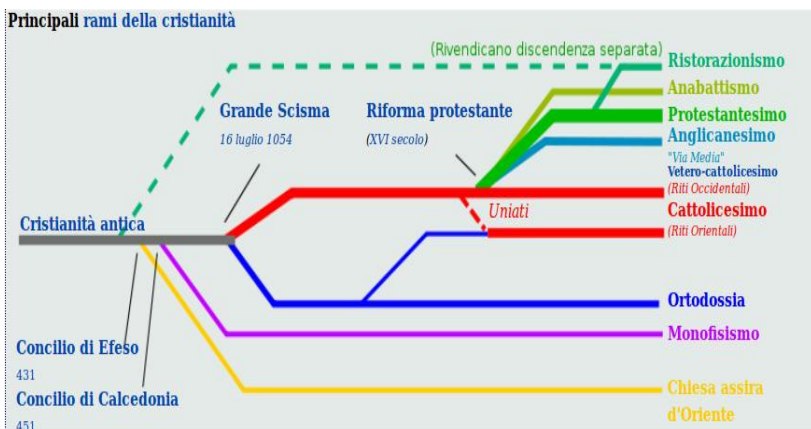 Principali rami della cristianità
(Rivendicano discendenza separata)
Ristorazionismo
Anabattismo
Grande Scisma
16 luglio 1054
Riforma protestante
(XVI secolo)
Protestantesimo
Anglicanesimo
"Via Media"
Vetero-cattolicesimo
(Riti Occidentali)
Cattolicesimo
(Riti Orientali)
Uniati
Cristianità antica
Ortodossia
Monofisismo
Concilio di Efeso
431
Concilio di Calcedonia
451
Chiesa assira
d'Oriente